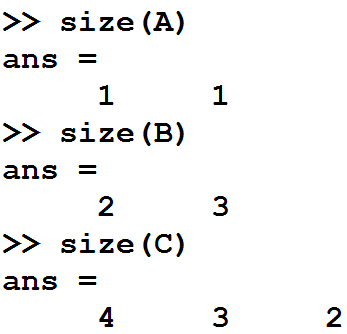 >> size(A)
ans =
1 1
>> size(B)
ans =
2 3
>> size(C)
ans =
4 3 2